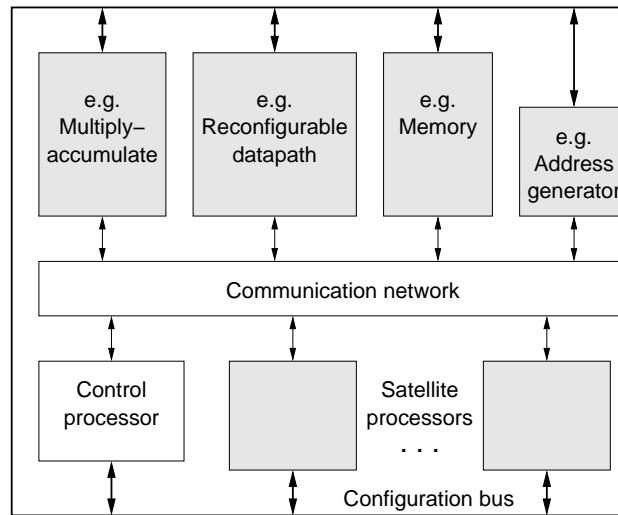 e.g.
Multiply–
accumulate
e.g.
Reconfigurable
datapath
e.g.
Memory
e.g.
Address
generator
Communication network
Control
processor
Satellite
processors
. . .
Configuration bus